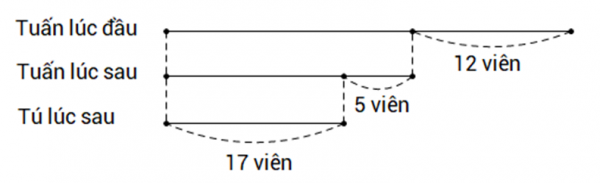 Tuấn lúc đầu
12 viên
Tuấn lúc sau
5 viên
Tú lúc sau
17 viên